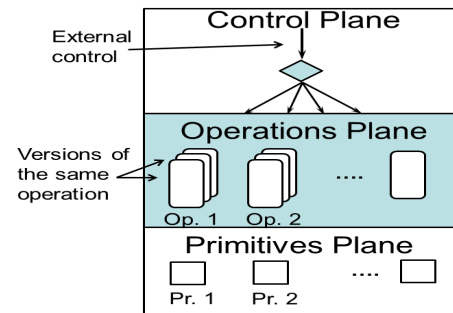 Control Plane
External
control
Operations Plane
Versions of
the same
operation
....
Op. 1 Op. 2
Primitives Plane
....
Pr. 1 Pr. 2